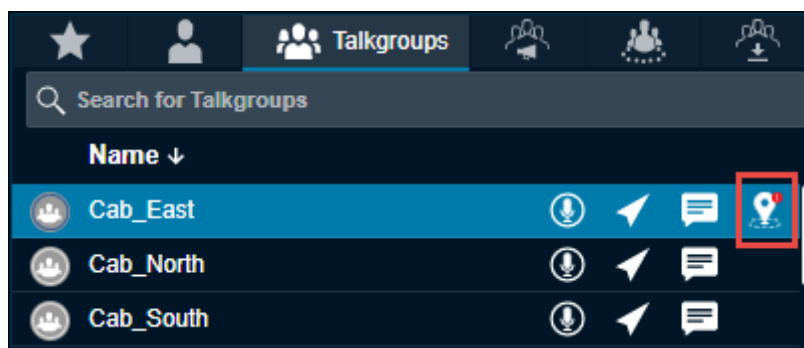 Talkgroups
Search for Talkgroups
Name ↓
Cab_East
Cab_North
Cab_South